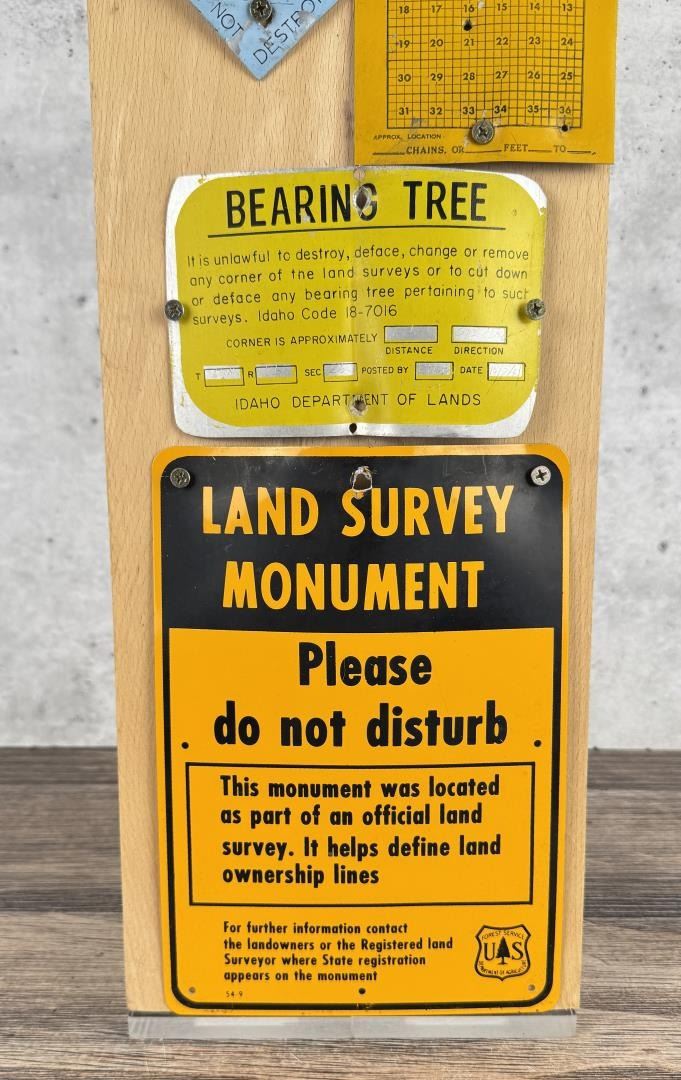 NOT
DESTROY
18 17 16 15 14 13
19 20 21 22 23 24
30 29 28 27 26 25
31 32 33 34 35 36
APPROX. LOCATION
CHAINS, OR FEET TO
BEARING TREE
It is unlawful to destroy, deface, change or remove
any corner of the land surveys or to cut down
or deface any bearing tree pertaining to such
surveys. Idaho Code 18-7016
CORNER IS APPROXIMATELY
DISTANCE DIRECTION
T R SEC POSTED BY DATE
IDAHO DEPARTMENT OF LANDS
LAND SURVEY
MONUMENT
Please
do not disturb
This monument was located
as part of an official land
survey. It helps define land
ownership lines
For further information contact
the landowners or the Registered land
Surveyor where State registration
appears on the monument
54-9
FOREST SERVICE
U S
DEPARTMENT OF AGRICULTURE